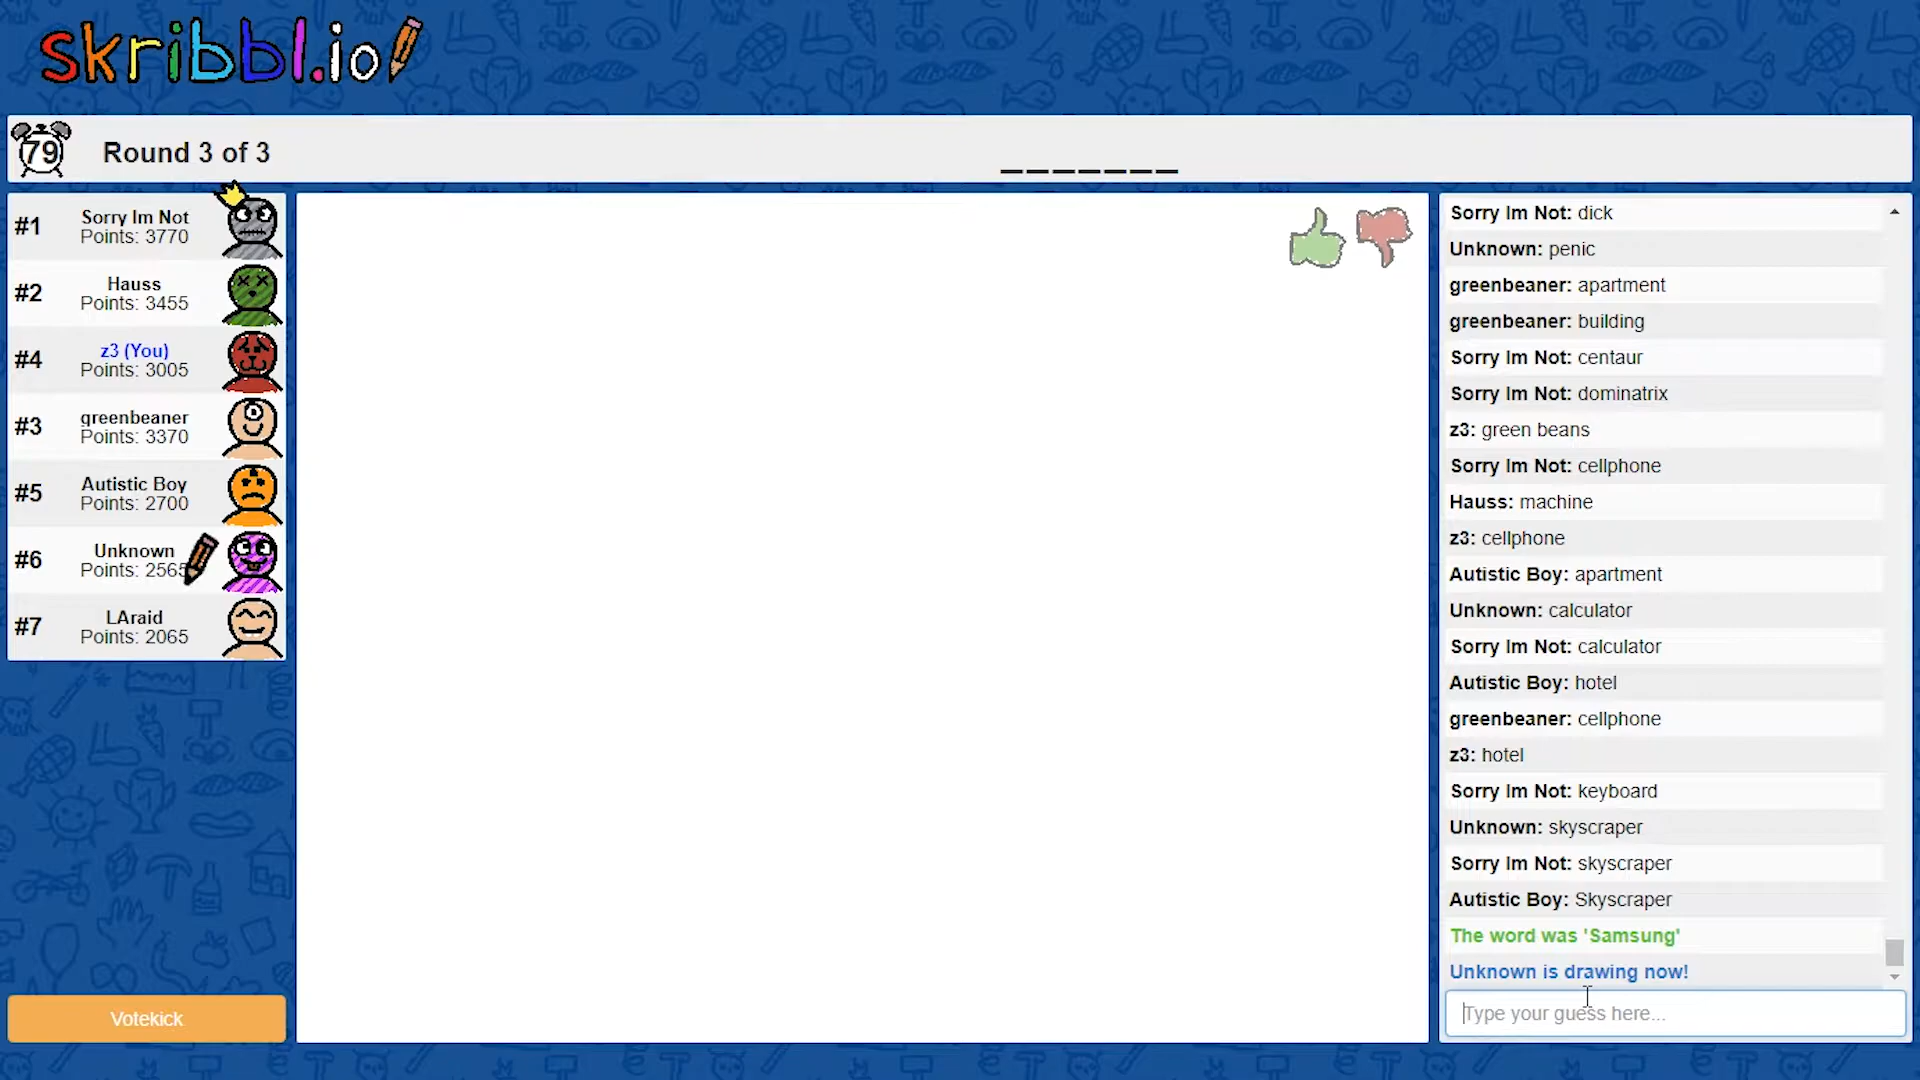 skribbl.io
79
Round 3 of 3
_ _ _ _ _ _ _
#1
Sorry Im Not
Points: 3770
#2
Hauss
Points: 3455
#4
z3 (You)
Points: 3005
#3
greenbeaner
Points: 3370
#5
Autistic Boy
Points: 2700
#6
Unknown
Points: 2565
#7
LAraid
Points: 2065
Votekick
Sorry Im Not: dick
Unknown: penic
greenbeaner: apartment
greenbeaner: building
Sorry Im Not: centaur
Sorry Im Not: dominatrix
z3: green beans
Sorry Im Not: cellphone
Hauss: machine
z3: cellphone
Autistic Boy: apartment
Unknown: calculator
Sorry Im Not: calculator
Autistic Boy: hotel
greenbeaner: cellphone
z3: hotel
Sorry Im Not: keyboard
Unknown: skyscraper
Sorry Im Not: skyscraper
Autistic Boy: Skyscraper
The word was 'Samsung'
Unknown is drawing now!
Type your guess here...